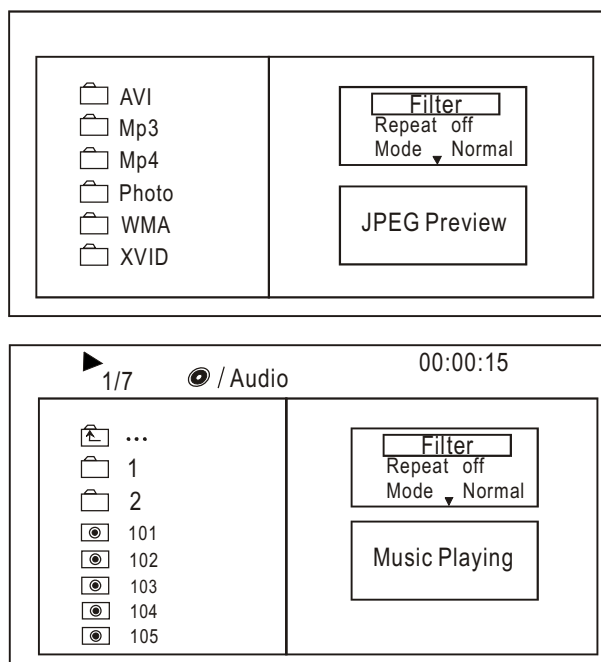 AVI
Mp3
Mp4
Photo
WMA
XVID
Filter
Repeat off
Mode Normal
JPEG Preview
1/7
/ Audio
00:00:15
...
1
2
101
102
103
104
105
Filter
Repeat off
Mode Normal
Music Playing